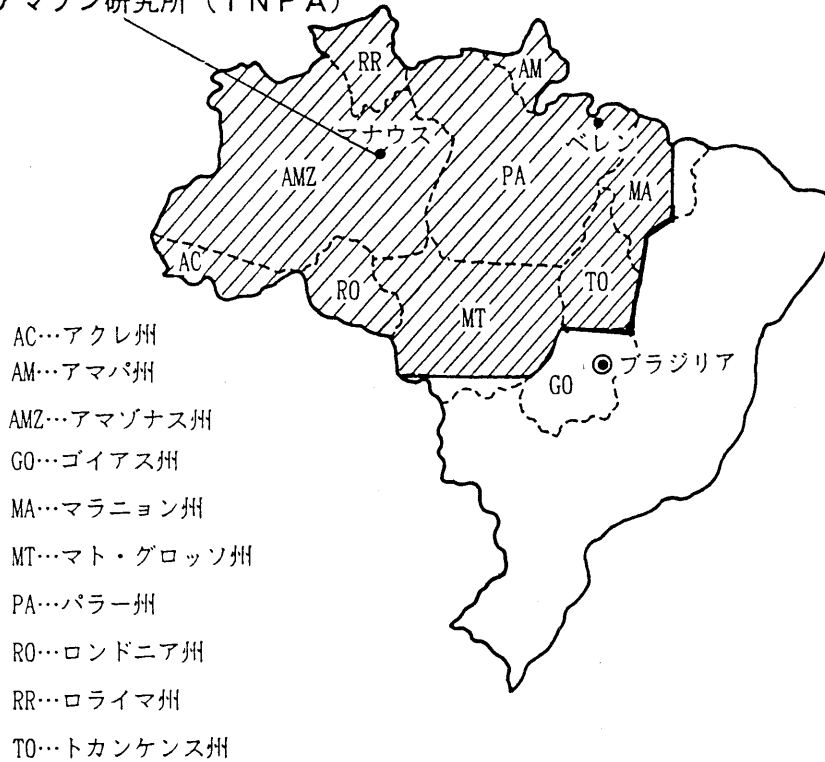 マゾン研究所（ＩＮＰＡ）
RR
AM
マナウス
ベレン
AMZ
PA
MA
AC
RO
TO
MT
GO
ブラジリア
AC…アクレ州
AM…アマパ州
AMZ…アマゾナス州
GO…ゴイアス州
MA…マラニョン州
MT…マト・グロッソ州
PA…パラー州
RO…ロンドニア州
RR…ロライマ州
TO…トカンケンス州